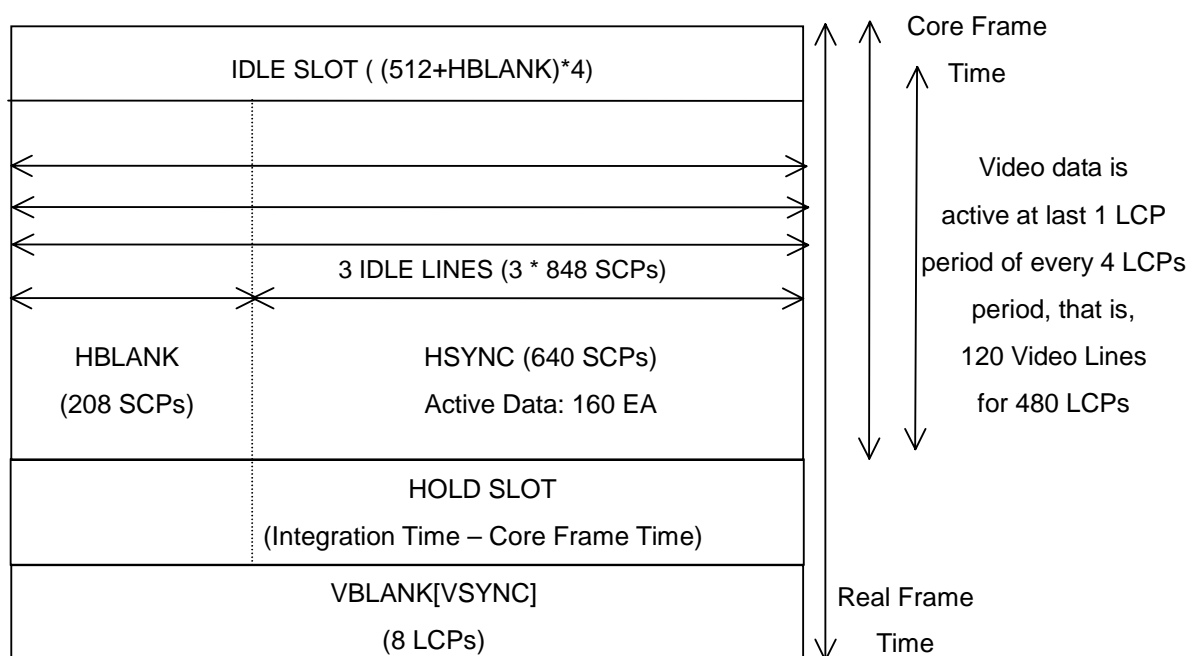 Core Frame
Time
IDLE SLOT ( (512+HBLANK)*4)
Video data is
active at last 1 LCP
period of every 4 LCPs
period, that is,
120 Video Lines
for 480 LCPs
3 IDLE LINES (3 * 848 SCPs)
HBLANK
(208 SCPs)
HSYNC (640 SCPs)
Active Data: 160 EA
HOLD SLOT
(Integration Time – Core Frame Time)
VBLANK[VSYNC]
(8 LCPs)
Real Frame
Time